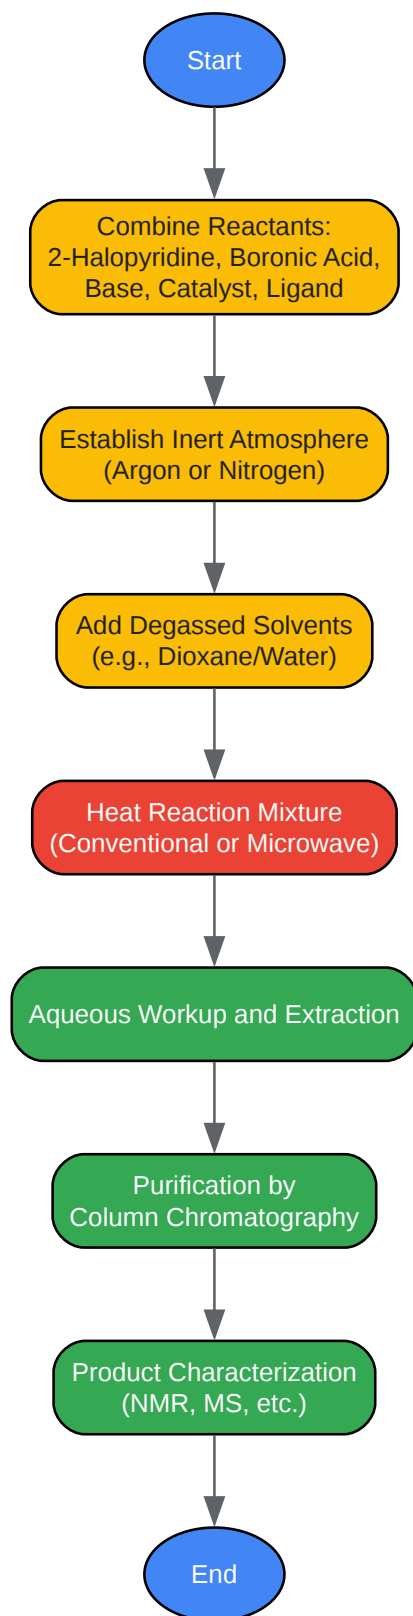 Start
Combine Reactants:
2-Halopyridine, Boronic Acid,
Base, Catalyst, Ligand
Establish Inert Atmosphere
(Argon or Nitrogen)
Add Degassed Solvents
(e.g., Dioxane/Water)
Heat Reaction Mixture
(Conventional or Microwave)
Aqueous Workup and Extraction
Purification by
Column Chromatography
Product Characterization
(NMR, MS, etc.)
End